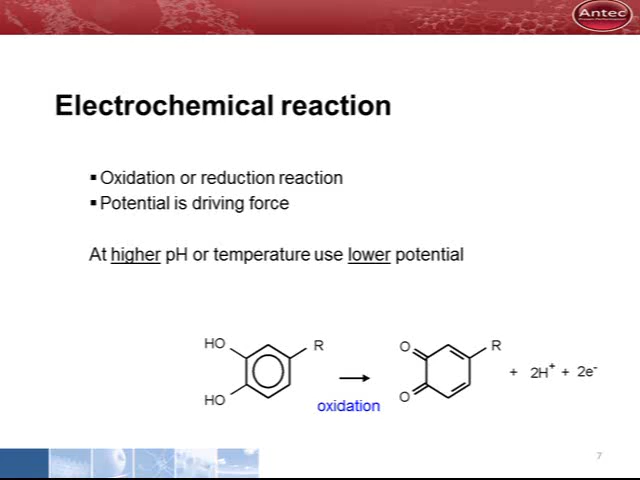 Antec
Electrochemical reaction
▪ Oxidation or reduction reaction
▪ Potential is driving force
At higher pH or temperature use lower potential
HO R O R
+ 2H⁺ + 2e⁻
HO O
oxidation
7